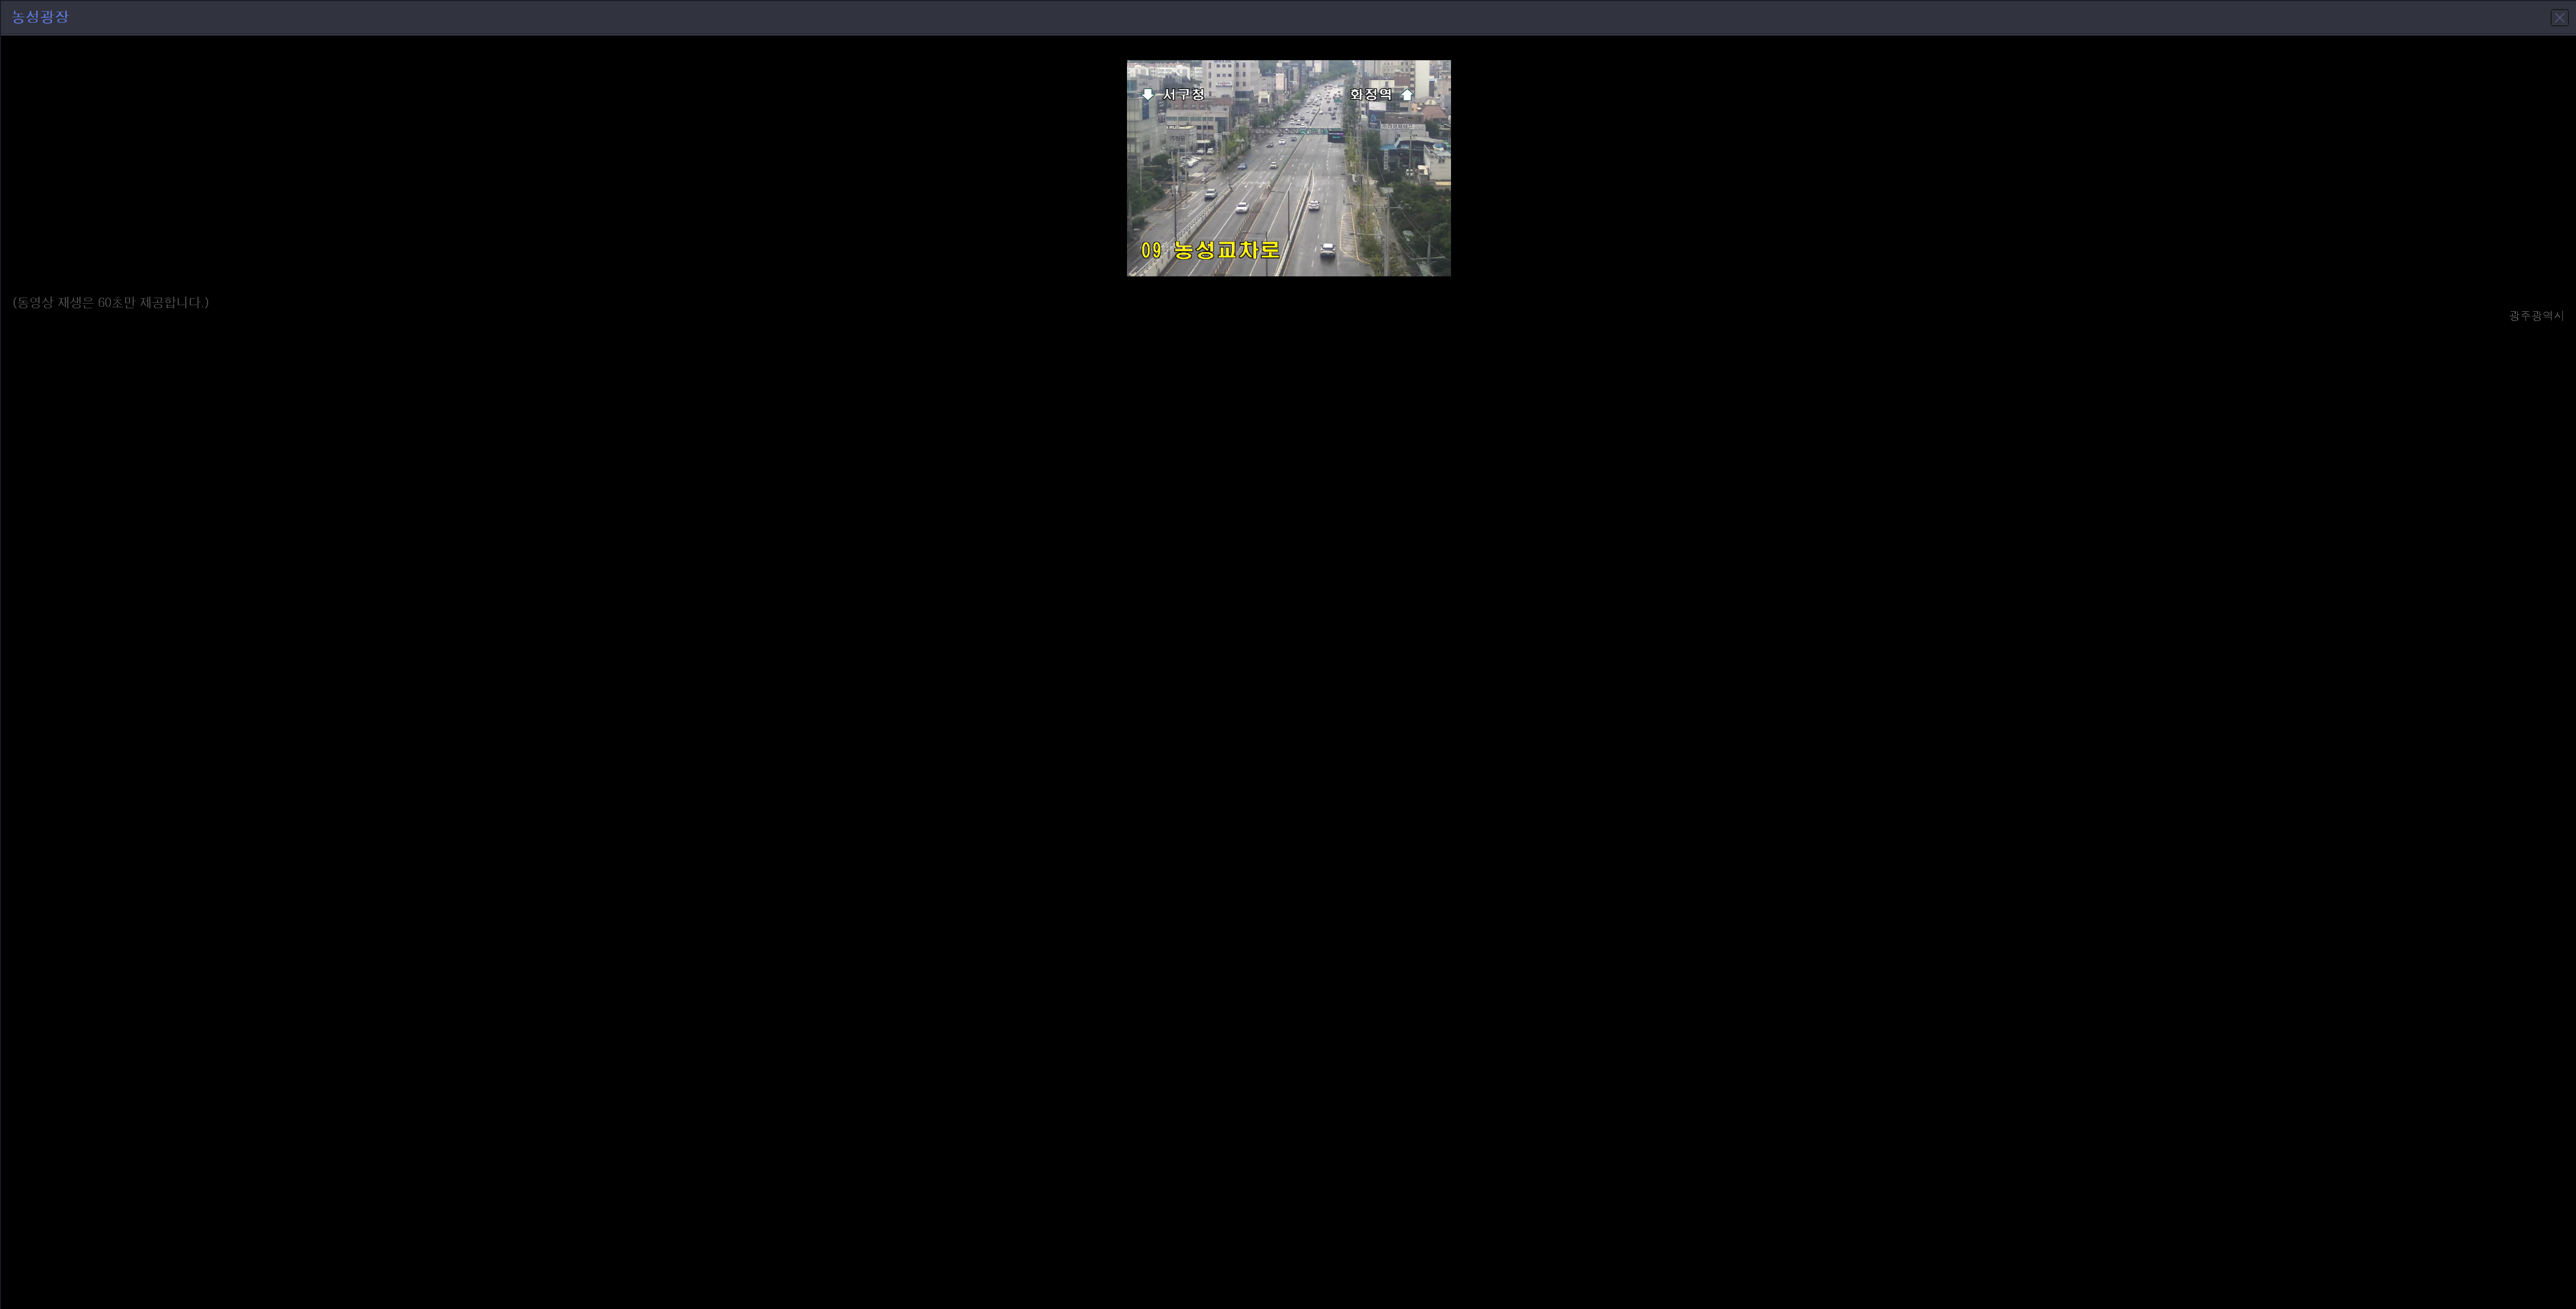 농성광장
서구청
화정역
09 농성교차로
(동영상 재생은 60초만 제공합니다.)
광주광역시